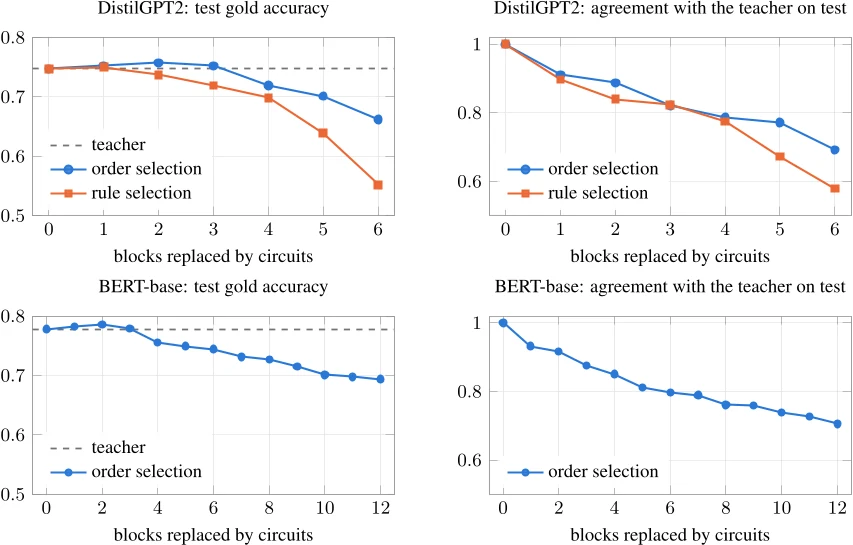 DistilGPT2: test gold accuracy
0.8
0.7
0.6
0.5
teacher
order selection
rule selection
0 1 2 3 4 5 6
blocks replaced by circuits
DistilGPT2: agreement with the teacher on test
1
0.8
0.6
order selection
rule selection
0 1 2 3 4 5 6
blocks replaced by circuits
BERT-base: test gold accuracy
0.8
0.7
0.6
0.5
teacher
order selection
0 2 4 6 8 10 12
blocks replaced by circuits
BERT-base: agreement with the teacher on test
1
0.8
0.6
order selection
0 2 4 6 8 10 12
blocks replaced by circuits